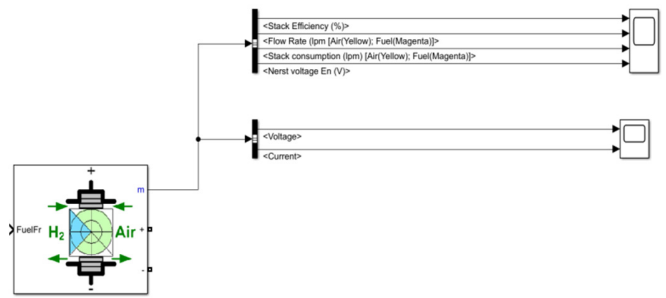 <Stack Efficiency (%)>
<Flow Rate (lpm [Air(Yellow); Fuel(Magenta)]>
<Stack consumption (lpm) [Air(Yellow); Fuel(Magenta)]>
<Nerst voltage En (V)>
<Voltage>
<Current>
+
m
FuelFr
H₂
Air
+
-
-